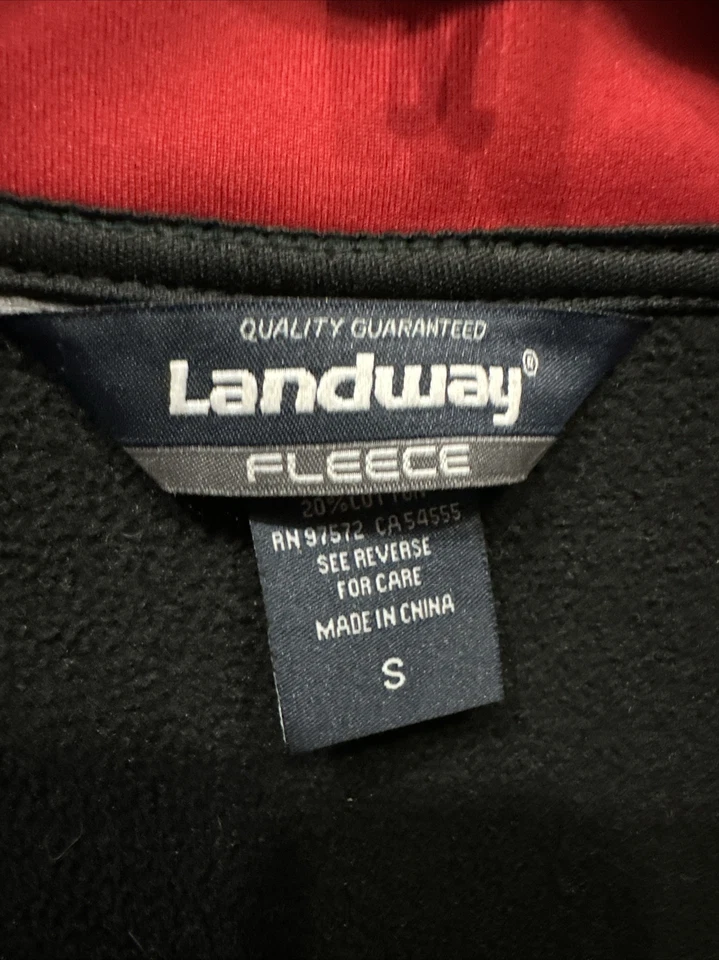 QUALITY GUARANTEED
Landway®
FLEECE
20% COTTON
RN 97572 CA 54555
SEE REVERSE
FOR CARE
MADE IN CHINA
S